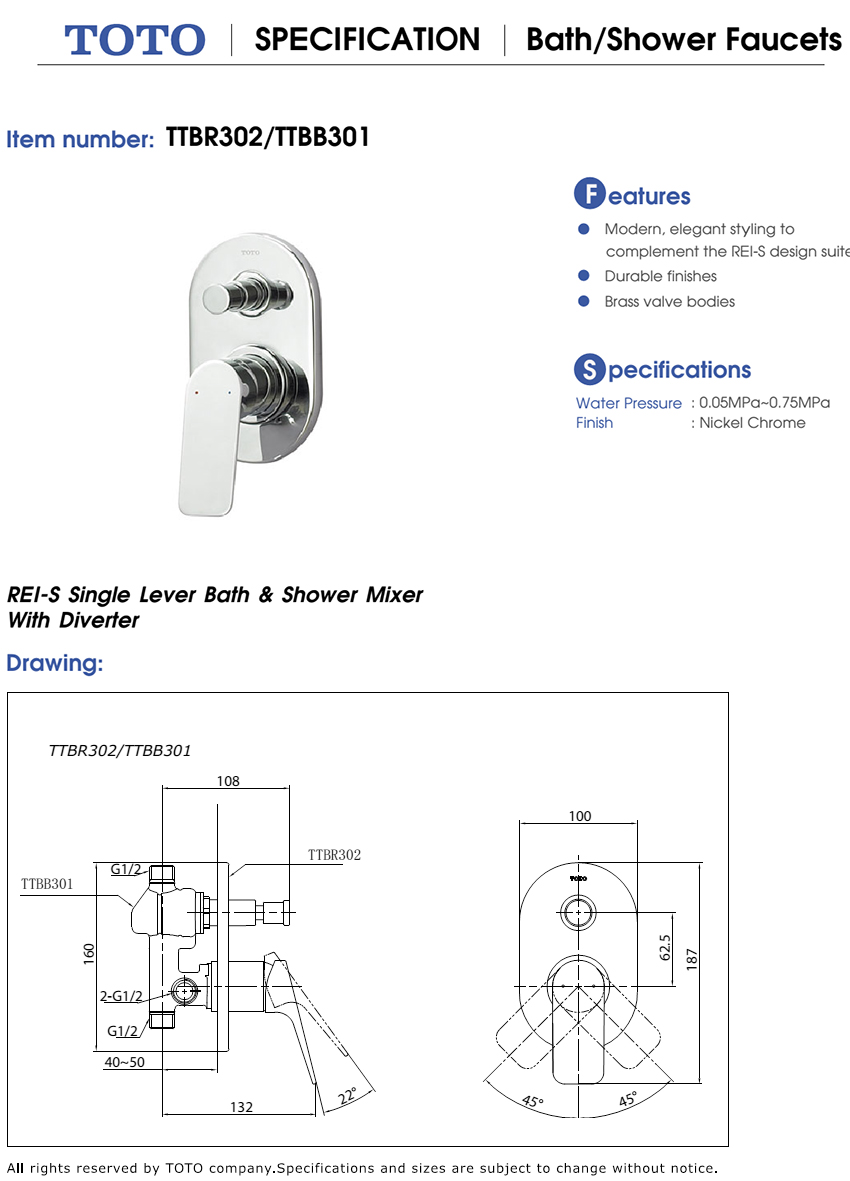 TOTO SPECIFICATION Bath/Shower Faucets
Item number: TTBR302/TTBB301
TOTO
Features
Modern, elegant styling to
complement the REI-S design suite
Durable finishes
Brass valve bodies
Specifications
Water Pressure : 0.05MPa~0.75MPa
Finish : Nickel Chrome
REI-S Single Lever Bath & Shower Mixer
With Diverter
Drawing:
TTBR302/TTBB301
108
TTBR302
G1/2
TTBB301
160
2-G1/2
G1/2
40~50
132
22°
100
TOTO
62.5
187
45°
45°
All rights reserved by TOTO company.Specifications and sizes are subject to change without notice.